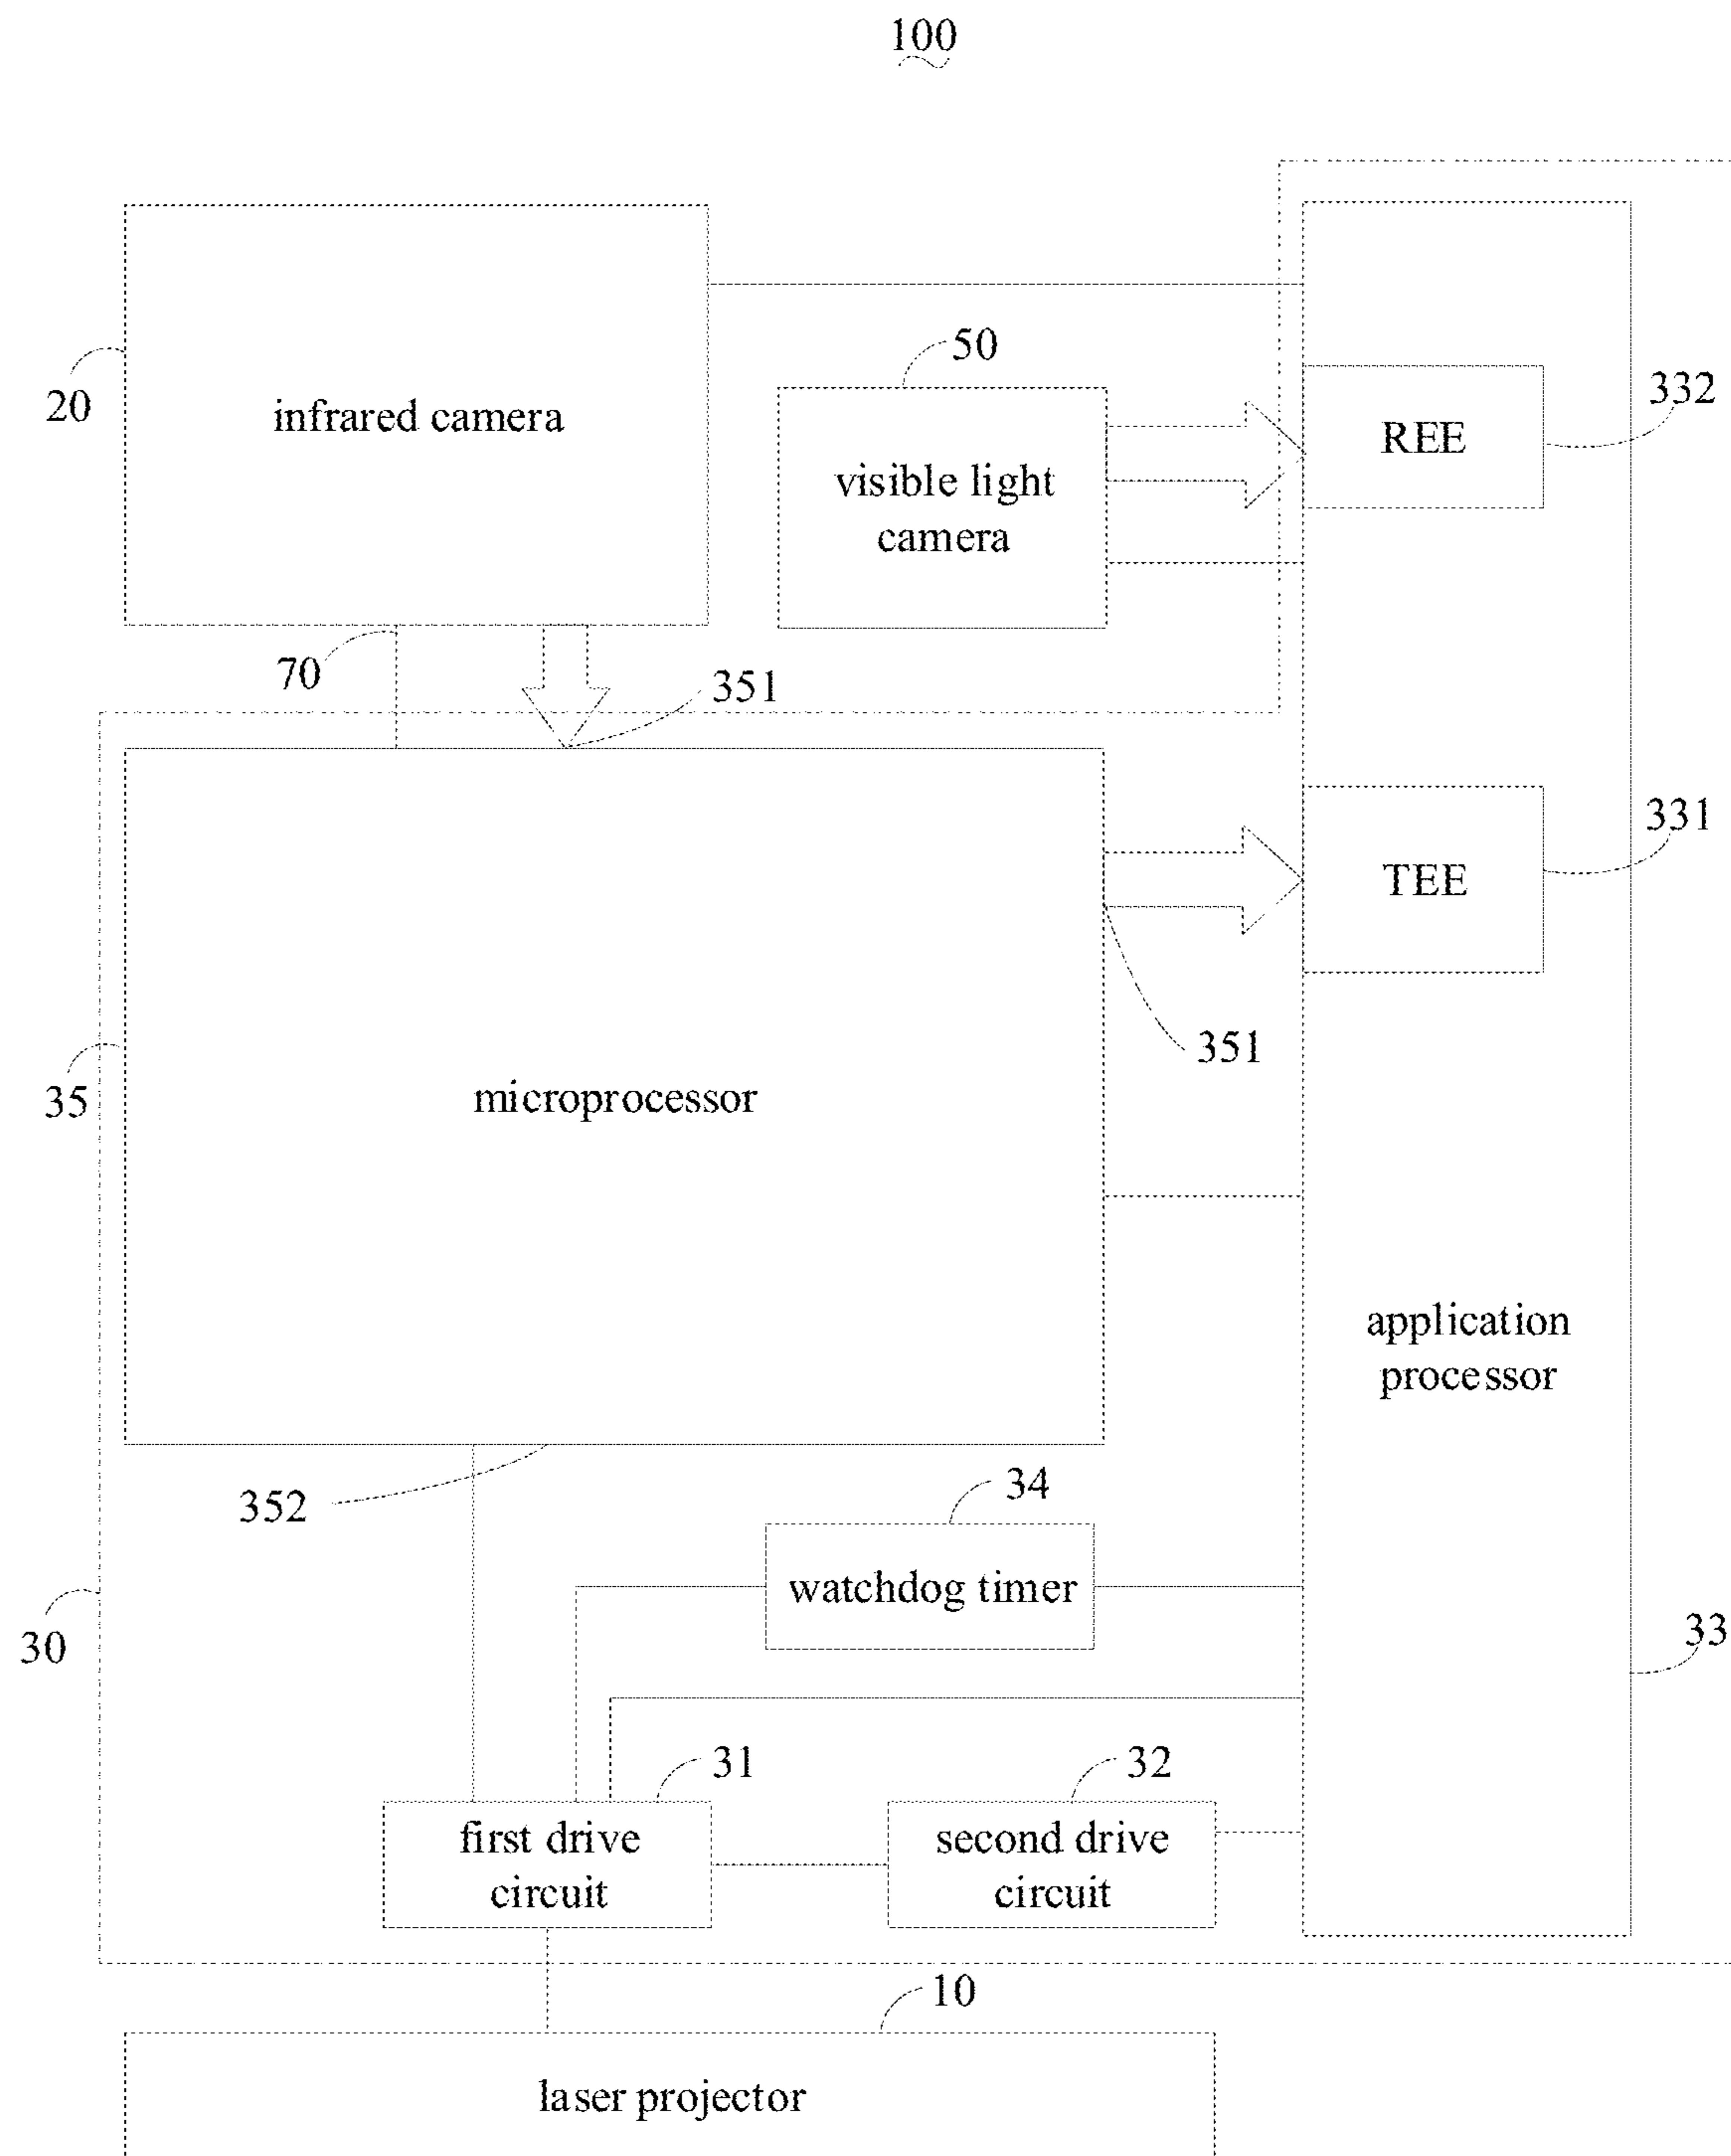 100
50
332
20
infrared camera
REE
visible light
camera
70
351
331
TEE
351
35
microprocessor
application
processor
352
34
watchdog timer
30
33
31
32
first drive
circuit
second drive
circuit
10
laser projector